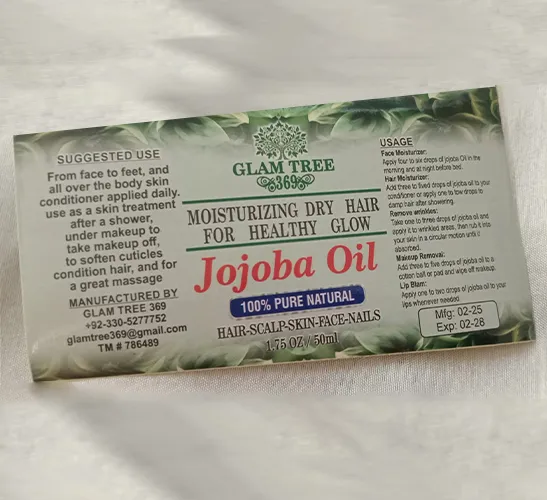 SUGGESTED USE
From face to feet, and
all over the body skin
conditioner applied daily.
use as a skin treatment
after a shower,
under makeup to
take makeup off,
to soften cuticles
condition hair, and for
a great massage
MANUFACTURED BY
GLAM TREE 369
+92-330-5277752
glamtree369@gmail.com
TM # 786489
GLAM TREE
369
MOISTURIZING DRY HAIR
FOR HEALTHY GLOW
Jojoba Oil
100% PURE NATURAL
HAIR-SCALP-SKIN-FACE-NAILS
1.75 OZ / 50ml
USAGE
Face Moisturizer:
Apply four to six drops of jojoba Oil in the
morning and at night before bed.
Hair Moisturizer:
Add three to fived drops of jojoba oil to your
conditioner or apply one to tow drops to
damp hair after showering.
Remove wrinkles:
Take one to three drops of jojoba oil and
apply it to wrinkled areas, then rub it into
your skin in a circular motion until it
absorbed.
Makeup Removal:
Add three to five drops of jojoba oil to a
cotton ball or pad and wipe off makeup.
Lip Blam:
Apply one to two drops of jojoba oil to your
lips whenever needed.
Mfg: 02-25
Exp: 02-28